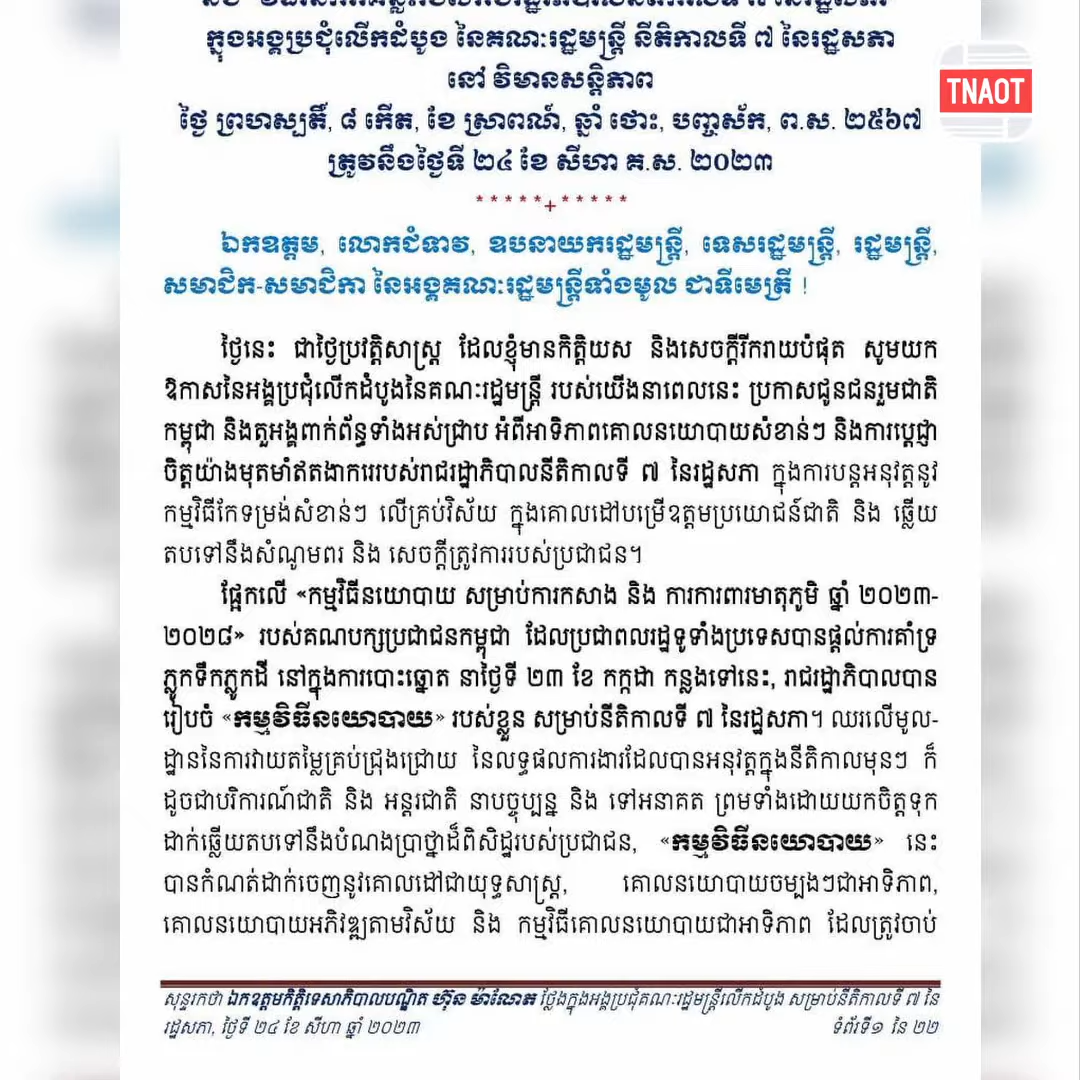 ក្នុងអង្គប្រជុំលើកដំបូង នៃគណៈរដ្ឋមន្ត្រី នីតិកាលទី ៧ នៃរដ្ឋសភា
នៅ វិមានសន្តិភាព
ថ្ងៃ ព្រហស្បតិ៍, ៨ កើត, ខែ ស្រាពណ៍, ឆ្នាំ ថោះ, បញ្ចស័ក, ព.ស. ២៥៦៧
ត្រូវនឹងថ្ងៃទី ២៤ ខែ សីហា គ.ស. ២០២៣
*****+*****
TNAOT
ឯកឧត្តម, លោកជំទាវ, ឧបនាយករដ្ឋមន្ត្រី, ទេសរដ្ឋមន្ត្រី, រដ្ឋមន្ត្រី,
សមាជិក-សមាជិកា នៃអង្គគណៈរដ្ឋមន្ត្រីទាំងមូល ជាទីមេត្រី !
ថ្ងៃនេះ ជាថ្ងៃប្រវត្តិសាស្ត្រ ដែលខ្ញុំមានកិត្តិយស និងសេចក្តីរីករាយបំផុត សូមយក
ឱកាសនៃអង្គប្រជុំលើកដំបូងនៃគណៈរដ្ឋមន្ត្រី របស់យើងនាពេលនេះ ប្រកាសជូនជនរួមជាតិ
កម្ពុជា និងតួអង្គពាក់ព័ន្ធទាំងអស់ជ្រាប អំពីអាទិភាពគោលនយោបាយសំខាន់ៗ និងការប្តេជ្ញា
ចិត្តយ៉ាងមុតមាំឥតងាករេរបស់រាជរដ្ឋាភិបាលនីតិកាលទី ៧ នៃរដ្ឋសភា ក្នុងការបន្តអនុវត្តនូវ
កម្មវិធីកែទម្រង់សំខាន់ៗ លើគ្រប់វិស័យ ក្នុងគោលដៅបម្រើឧត្តមប្រយោជន៍ជាតិ និង ឆ្លើយ
តបទៅនឹងសំណូមពរ និង សេចក្តីត្រូវការរបស់ប្រជាជន។
ផ្អែកលើ «កម្មវិធីនយោបាយ សម្រាប់ការកសាង និង ការការពារមាតុភូមិ ឆ្នាំ ២០២៣-
២០២៨» របស់គណបក្សប្រជាជនកម្ពុជា ដែលប្រជាពលរដ្ឋទូទាំងប្រទេសបានផ្តល់ការគាំទ្រ
ភ្លូកទឹកភ្លូកដី នៅក្នុងការបោះឆ្នោត នាថ្ងៃទី ២៣ ខែ កក្កដា កន្លងទៅនេះ, រាជរដ្ឋាភិបាលបាន
រៀបចំ «កម្មវិធីនយោបាយ» របស់ខ្លួន សម្រាប់នីតិកាលទី ៧ នៃរដ្ឋសភា។ ឈរលើមូល-
ដ្ឋាននៃការវាយតម្លៃគ្រប់ជ្រុងជ្រោយ នៃលទ្ធផលការងារដែលបានអនុវត្តក្នុងនីតិកាលមុនៗ ក៏
ដូចជាបរិការណ៍ជាតិ និង អន្តរជាតិ នាបច្ចុប្បន្ន និង ទៅអនាគត ព្រមទាំងដោយយកចិត្តទុក
ដាក់ឆ្លើយតបទៅនឹងបំណងប្រាថ្នាដ៏ពិសិដ្ឋរបស់ប្រជាជន, «កម្មវិធីនយោបាយ» នេះ
បានកំណត់ដាក់ចេញនូវគោលដៅជាយុទ្ធសាស្ត្រ, គោលនយោបាយចម្បងៗជាអាទិភាព,
គោលនយោបាយអភិវឌ្ឍតាមវិស័យ និង កម្មវិធីគោលនយោបាយជាអាទិភាព ដែលត្រូវចាប់
សុន្ទរកថា ឯកឧត្តមកិត្តិទេសាភិបាលបណ្ឌិត ហ៊ុន ម៉ាណែត ថ្លែងក្នុងអង្គប្រជុំគណៈរដ្ឋមន្ត្រីលើកដំបូង សម្រាប់នីតិកាលទី ៧ នៃ
រដ្ឋសភា, ថ្ងៃទី ២៤ ខែ សីហា ឆ្នាំ ២០២៣ ទំព័រទី១ នៃ ២២